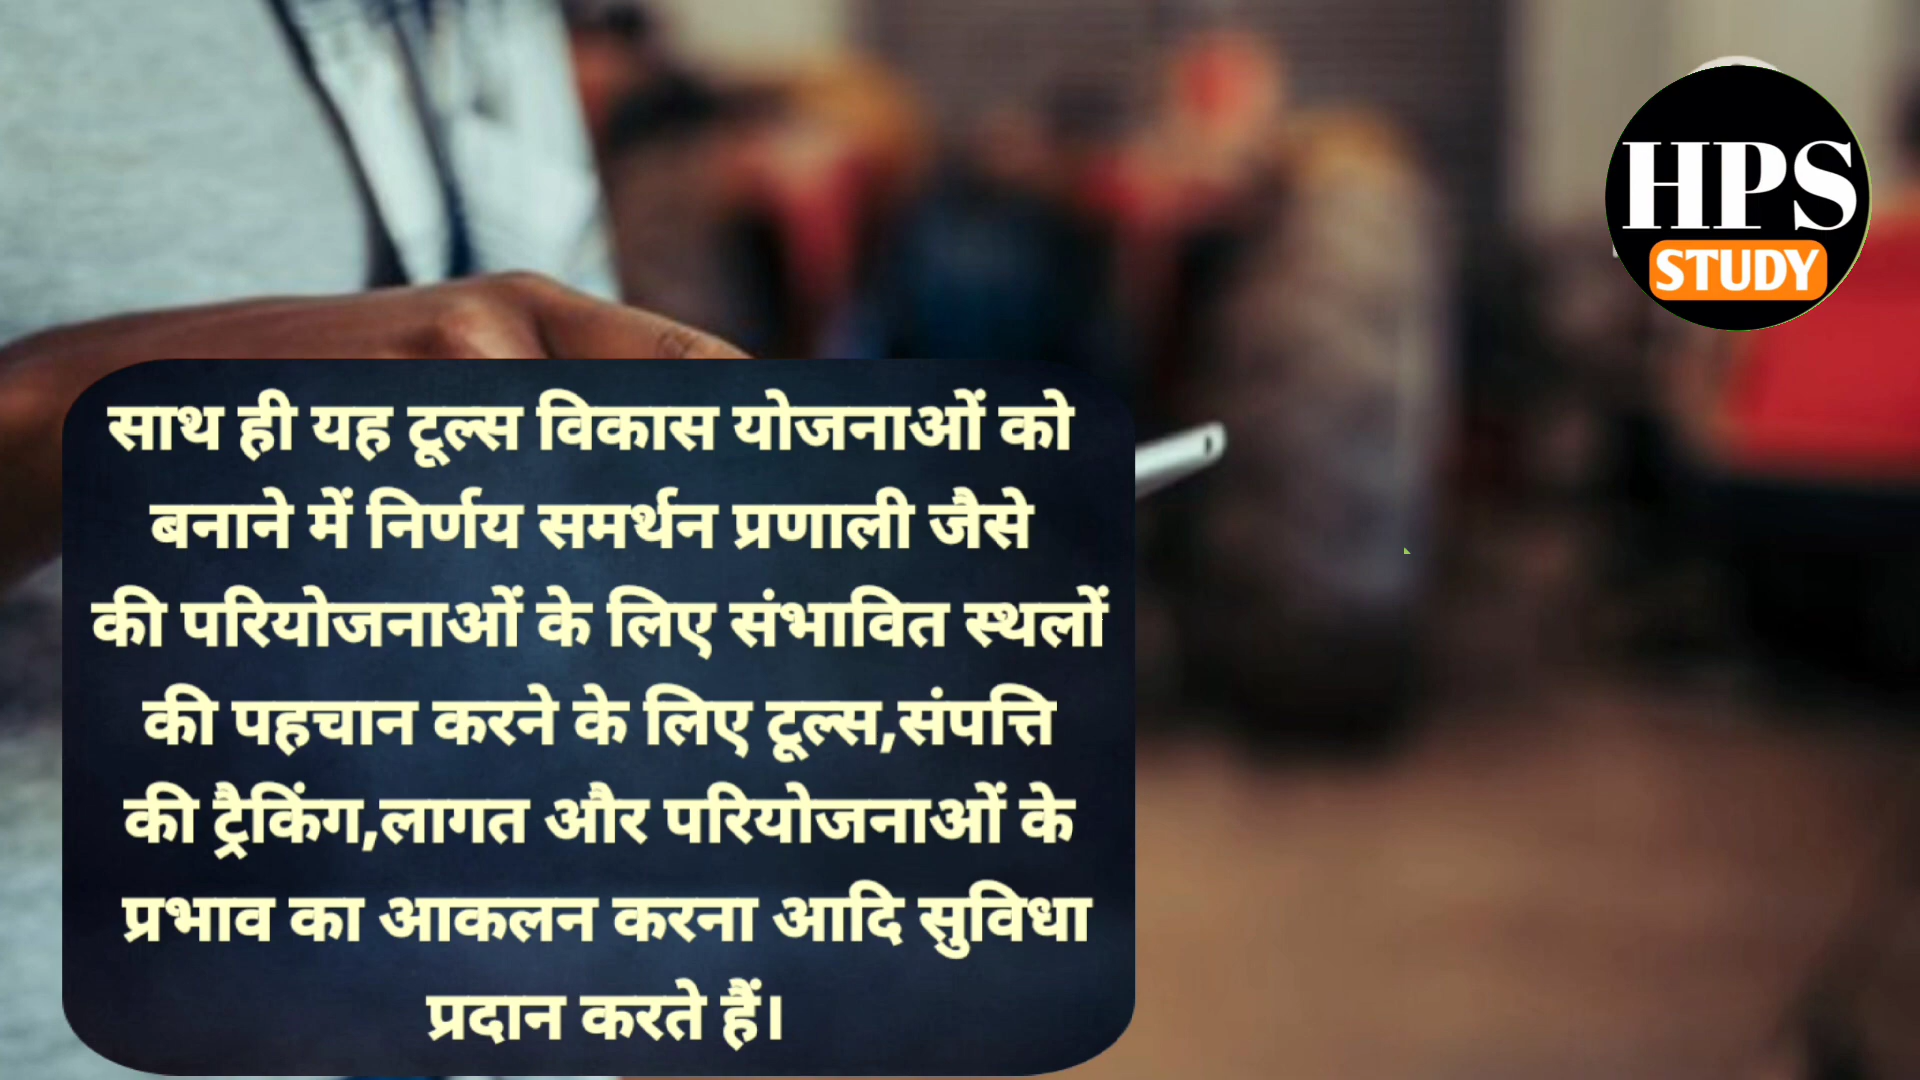 HPS
STUDY
साथ ही यह टूल्स विकास योजनाओं को
बनाने में निर्णय समर्थन प्रणाली जैसे
की परियोजनाओं के लिए संभावित स्थलों
की पहचान करने के लिए टूल्स,संपत्ति
की ट्रैकिंग,लागत और परियोजनाओं के
प्रभाव का आकलन करना आदि सुविधा
प्रदान करते हैं।